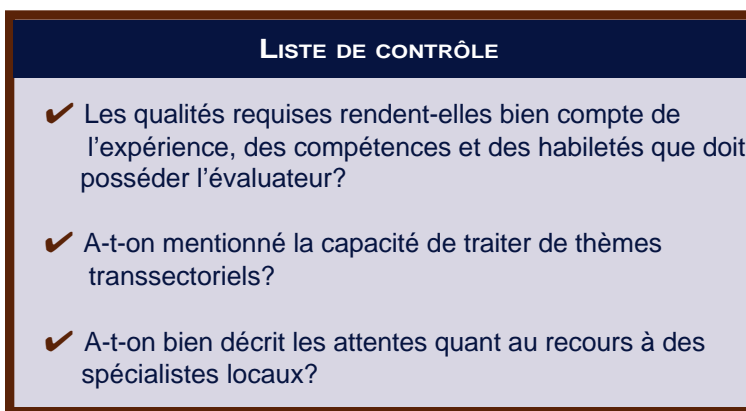 LISTE DE CONTRÔLE
✔ Les qualités requises rendent-elles bien compte de
l’expérience, des compétences et des habiletés que doit
posséder l’évaluateur?
✔ A-t-on mentionné la capacité de traiter de thèmes
transsectoriels?
✔ A-t-on bien décrit les attentes quant au recours à des
spécialistes locaux?